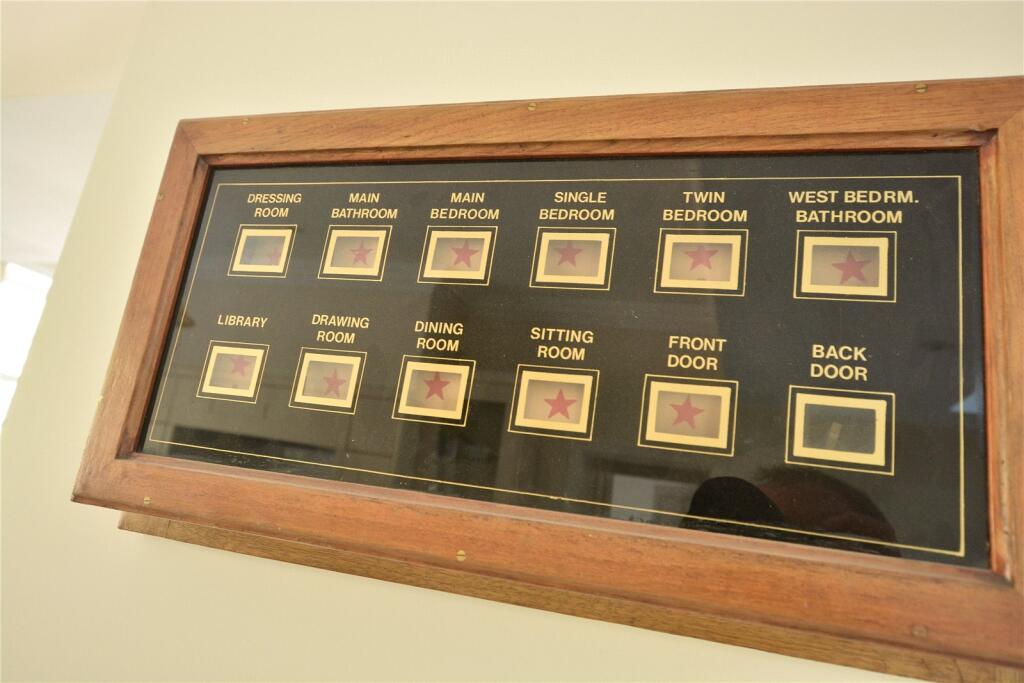 DRESSING
ROOM
MAIN
BATHROOM
MAIN
BEDROOM
SINGLE
BEDROOM
TWIN
BEDROOM
WEST BEDRM.
BATHROOM
LIBRARY
DRAWING
ROOM
DINING
ROOM
SITTING
ROOM
FRONT
DOOR
BACK
DOOR